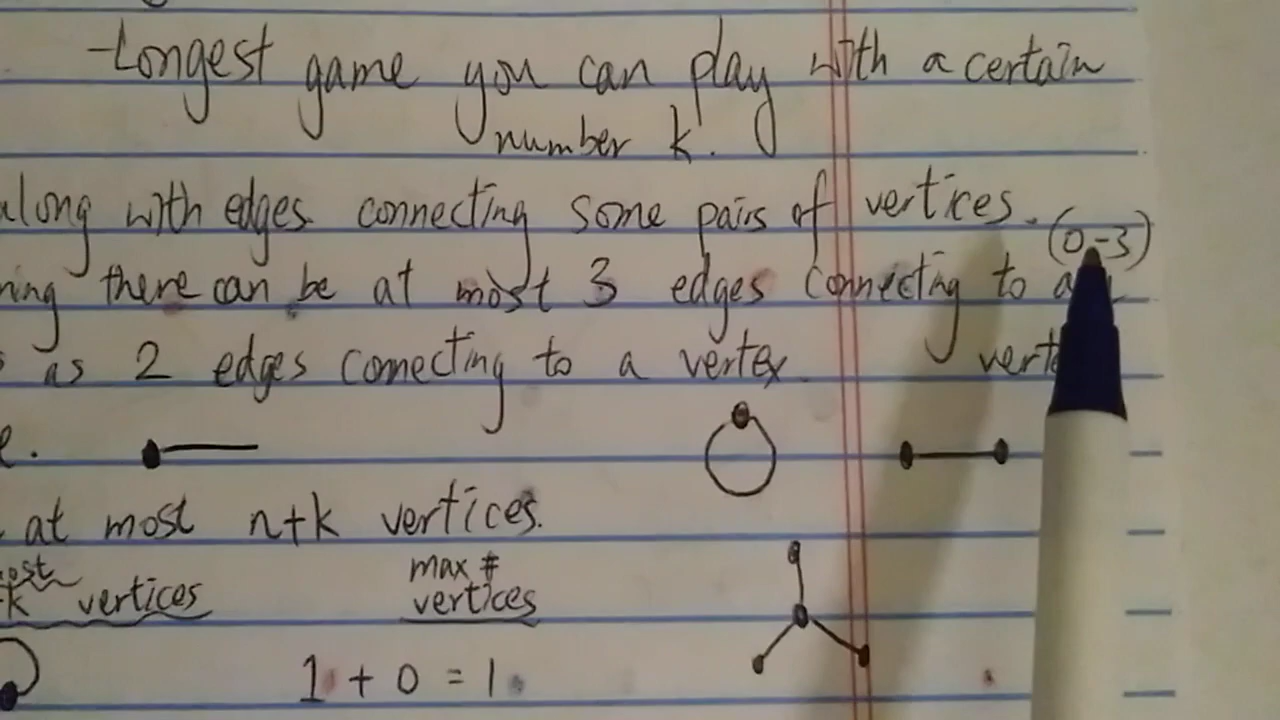 -Longest game you can play with a certain
number k.
along with edges connecting some pairs of vertices. (0-3)
there can be at most 3 edges connecting to
as 2 edges connecting to a vertex.
at most n+k vertices.
max #
k vertices vertices
1 + 0 = 1